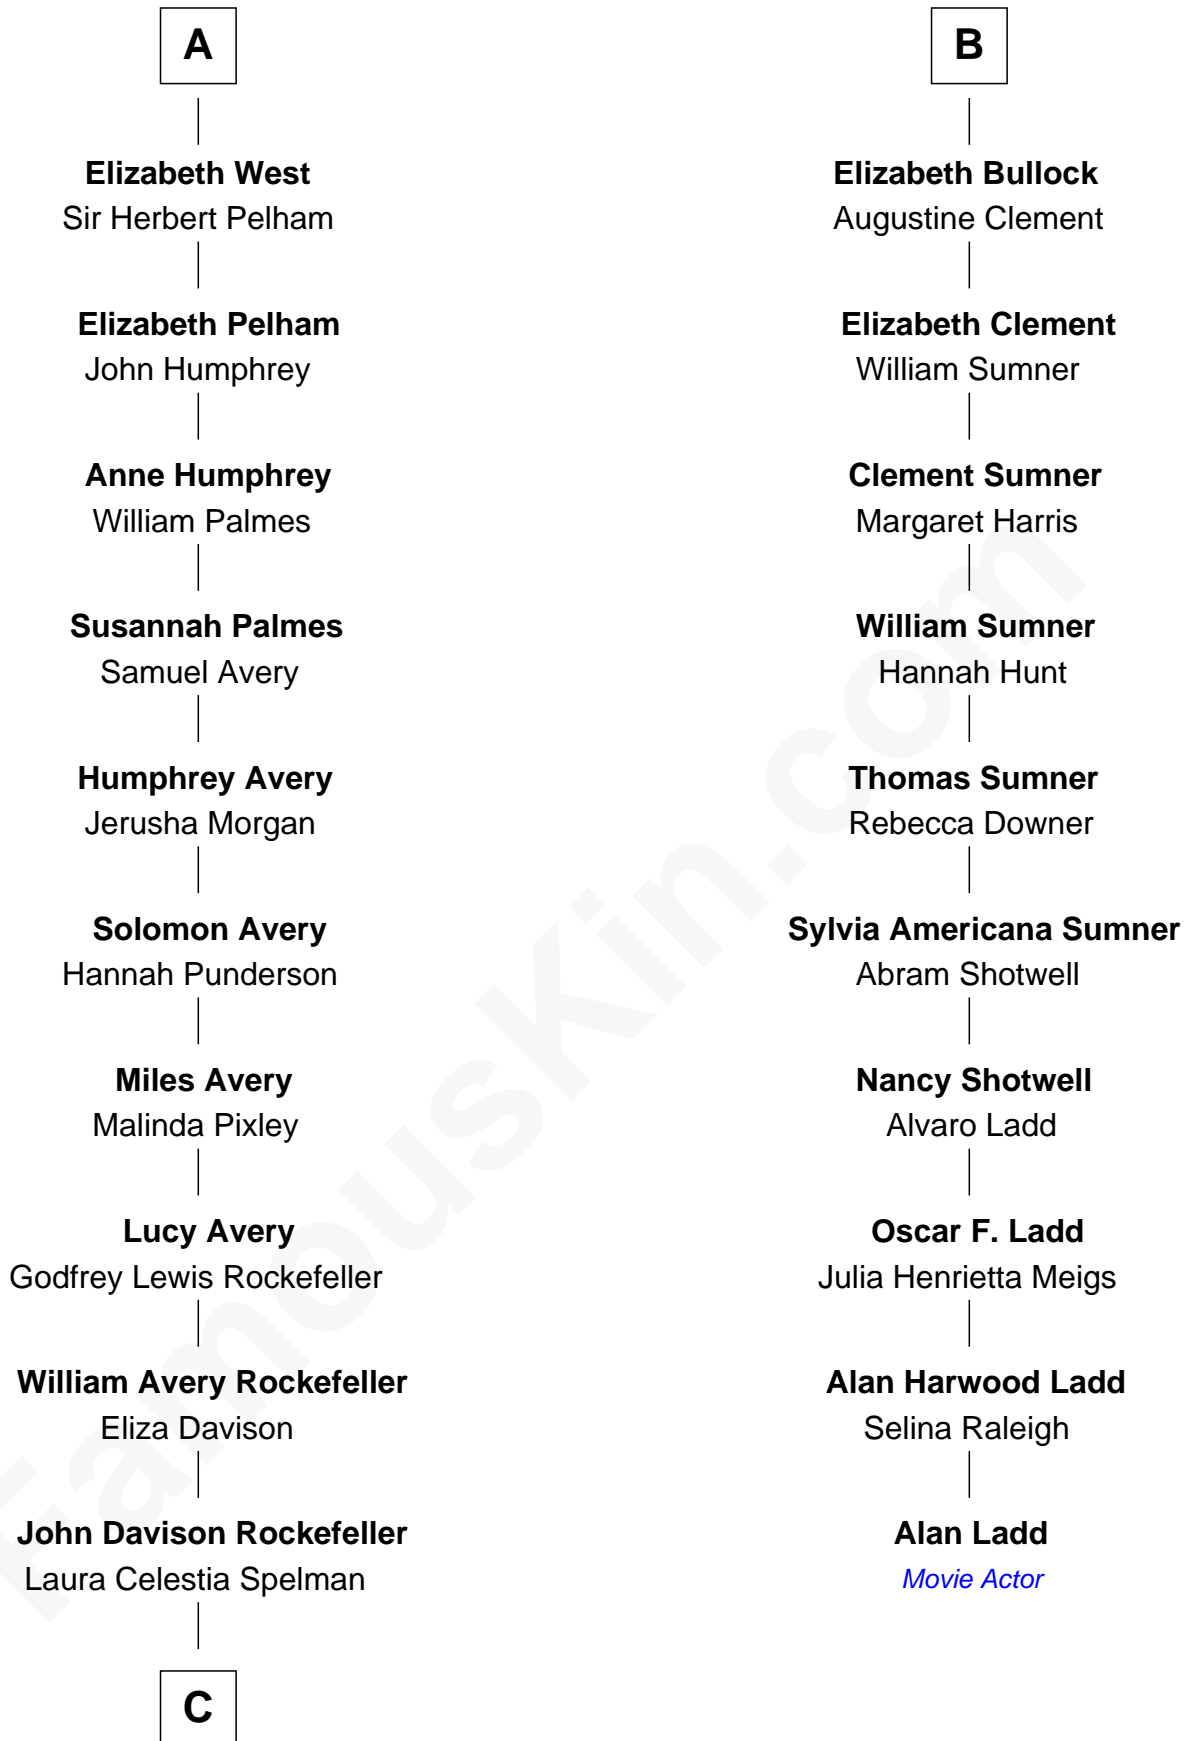 A
Elizabeth West
Sir Herbert Pelham
Elizabeth Pelham
John Humphrey
Anne Humphrey
William Palmes
Susannah Palmes
Samuel Avery
Humphrey Avery
Jerusha Morgan
Solomon Avery
Hannah Punderson
Miles Avery
Malinda Pixley
Lucy Avery
Godfrey Lewis Rockefeller
William Avery Rockefeller
Eliza Davison
John Davison Rockefeller
Laura Celestia Spelman
C
B
Elizabeth Bullock
Augustine Clement
Elizabeth Clement
William Sumner
Clement Sumner
Margaret Harris
William Sumner
Hannah Hunt
Thomas Sumner
Rebecca Downer
Sylvia Americana Sumner
Abram Shotwell
Nancy Shotwell
Alvaro Ladd
Oscar F. Ladd
Julia Henrietta Meigs
Alan Harwood Ladd
Selina Raleigh
Alan Ladd
Movie Actor
FamousKin.com